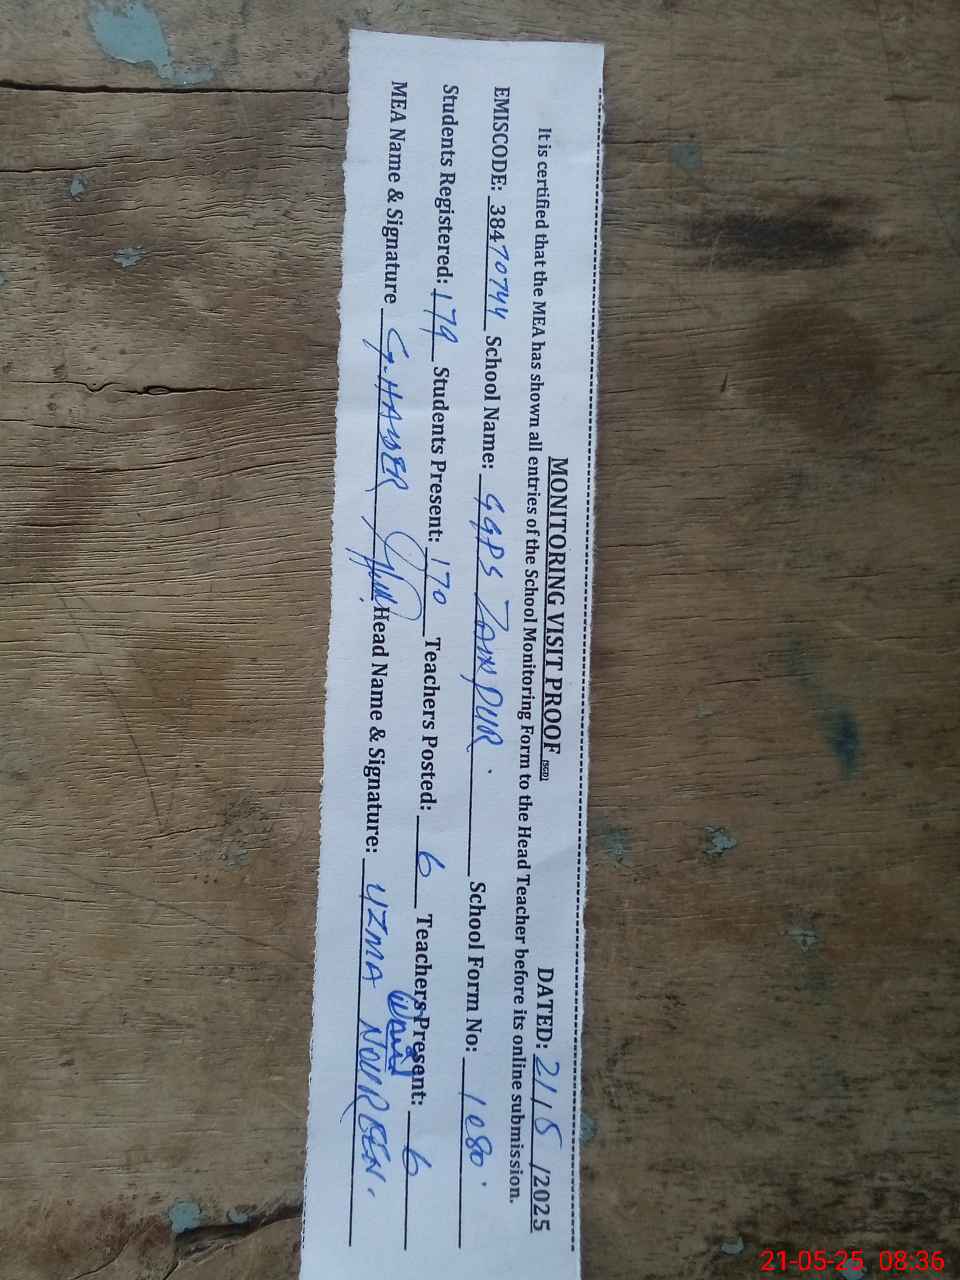 MONITORING VISIT PROOF (SGD) DATED: 21/5/2025
It is certified that the MEA has shown all entries of the School Monitoring Form to the Head Teacher before its online submission.
EMISCODE: 38470744 School Name: GGPS ZAIRPUR. School Form No: 1080.
Students Registered: 179 Students Present: 170 Teachers Posted: 6 Teachers Present: 6
MEA Name & Signature G. HAIDER Head Name & Signature: UZMA NOUREEN.
21-05-25 08:36